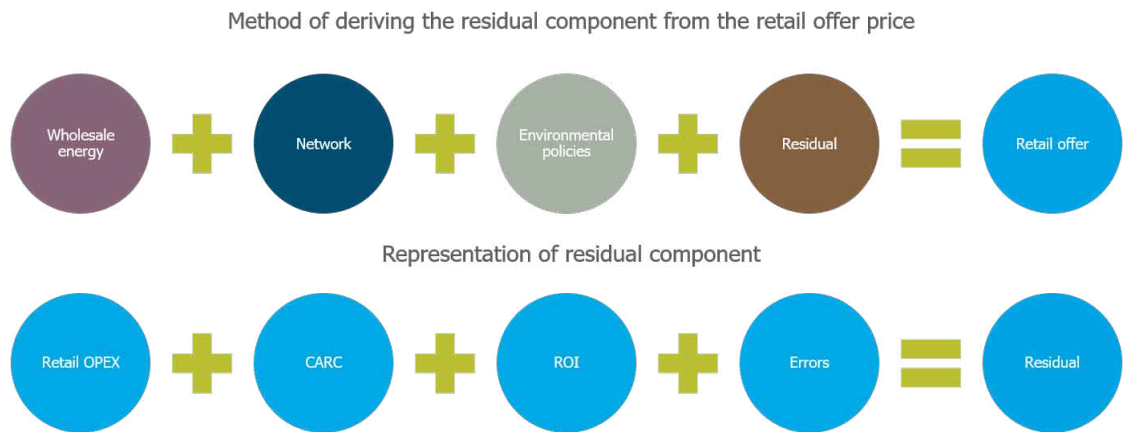 Method of deriving the residual component from the retail offer price
Wholesale
energy
Network
Environmental
policies
Residual
Retail offer
Representation of residual component
Retail OPEX
CARC
ROI
Errors
Residual